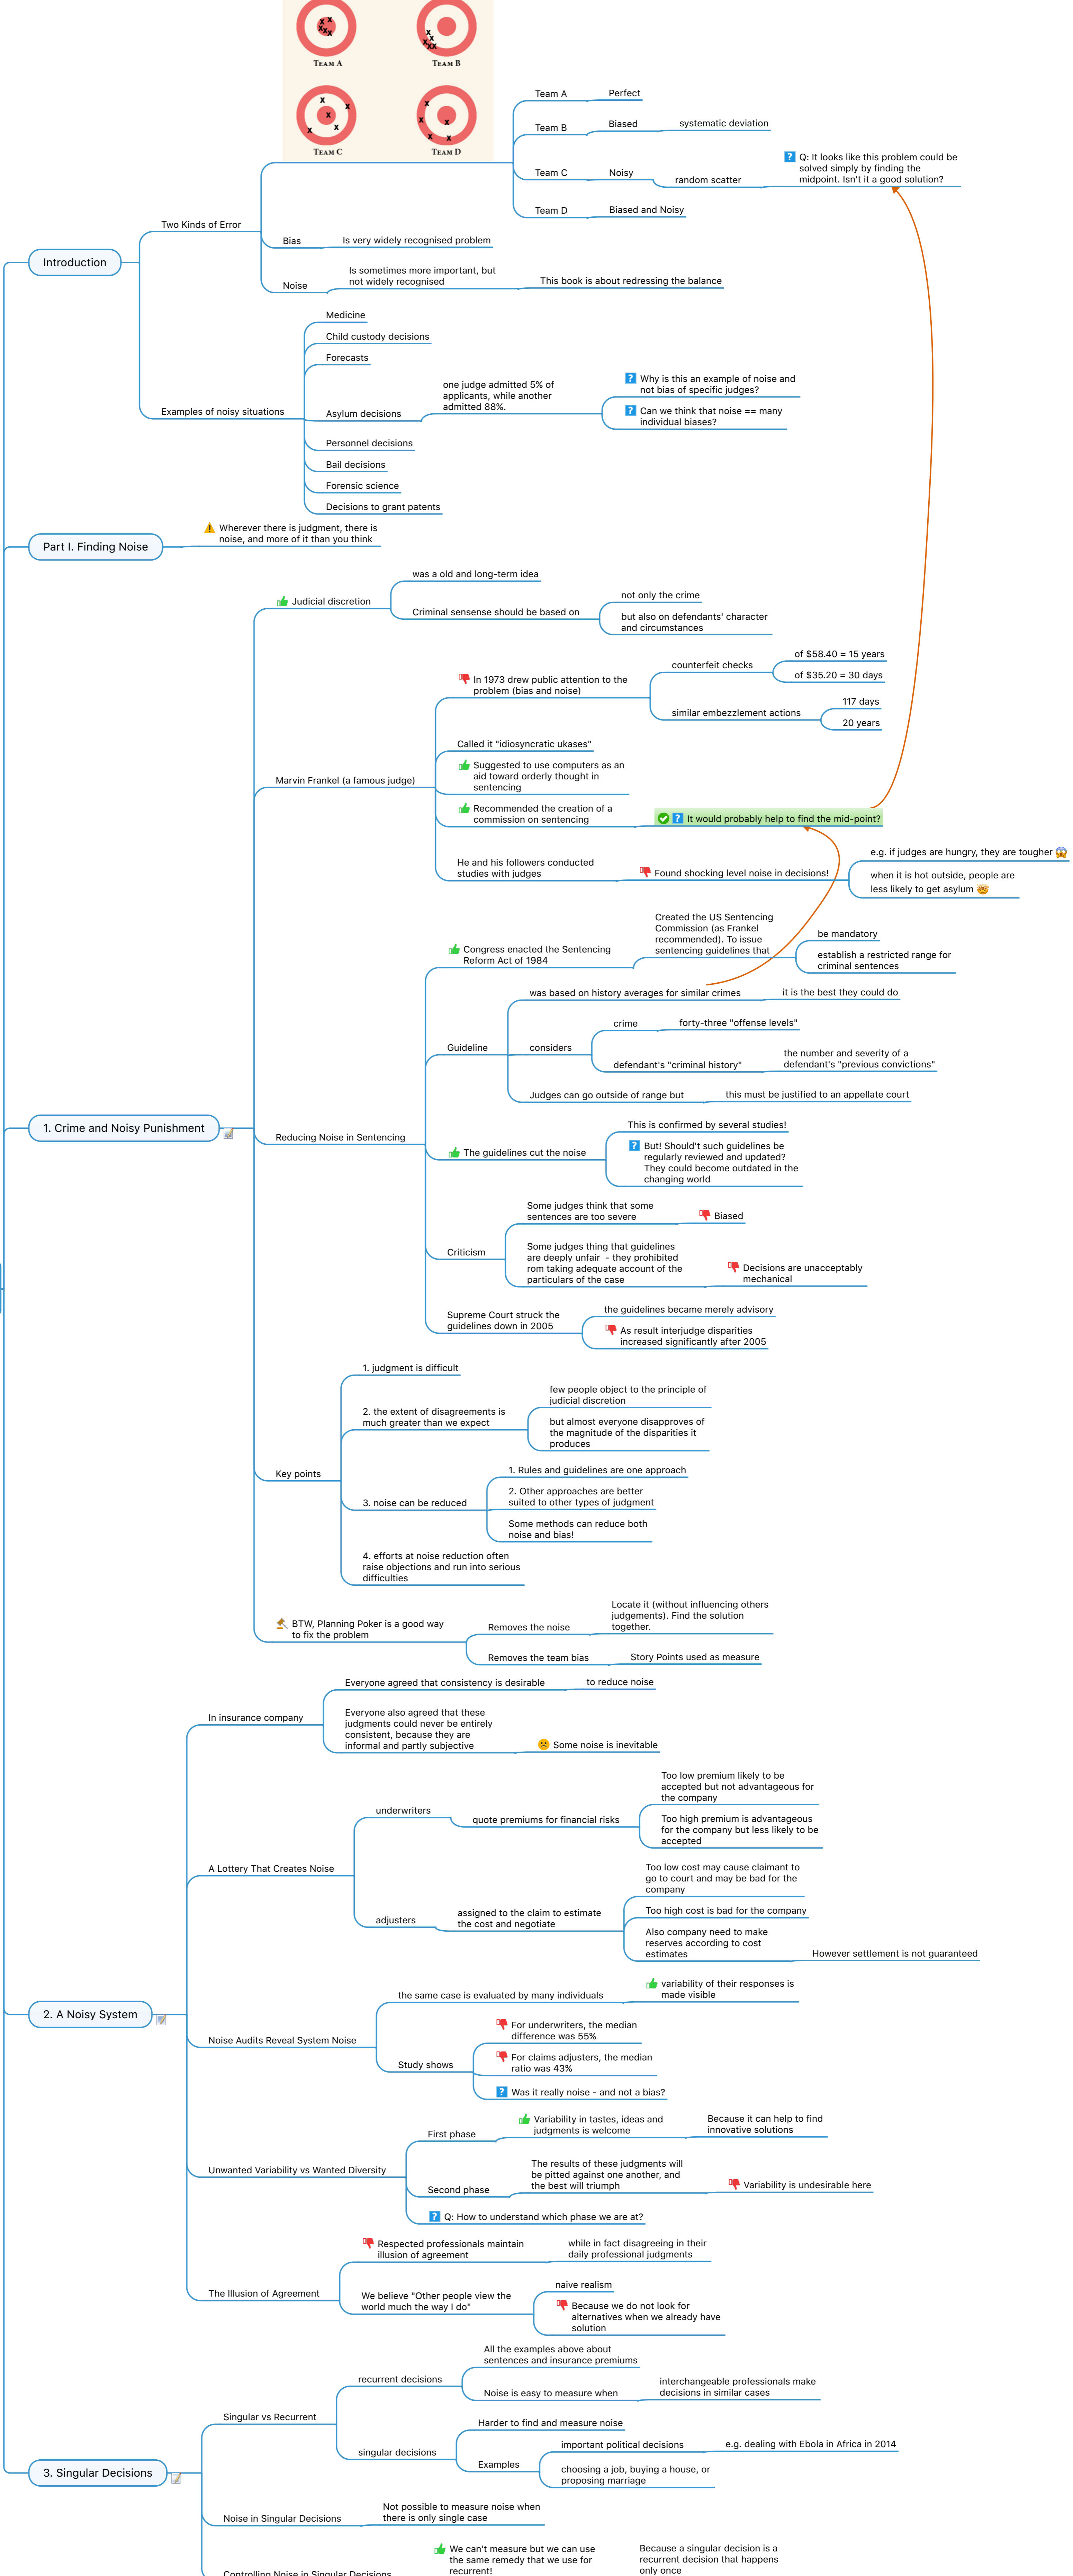 TEAM A
TEAM B
TEAM C
TEAM D
Team A
Perfect
Team B
Biased
systematic deviation
Team C
Noisy
random scatter
Q: It looks like this problem could be
solved simply by finding the
midpoint. Isn't it a good solution?
Team D
Biased and Noisy
Introduction
Two Kinds of Error
Bias
Is very widely recognised problem
Noise
Is sometimes more important, but
not widely recognised
This book is about redressing the balance
Examples of noisy situations
Medicine
Child custody decisions
Forecasts
Asylum decisions
one judge admitted 5% of
applicants, while another
admitted 88%.
Why is this an example of noise and
not bias of specific judges?
Can we think that noise == many
individual biases?
Personnel decisions
Bail decisions
Forensic science
Decisions to grant patents
Part I. Finding Noise
Wherever there is judgment, there is
noise, and more of it than you think
1. Crime and Noisy Punishment
Judicial discretion
was a old and long-term idea
Criminal sensense should be based on
not only the crime
but also on defendants' character
and circumstances
Marvin Frankel (a famous judge)
In 1973 drew public attention to the
problem (bias and noise)
counterfeit checks
of $58.40 = 15 years
of $35.20 = 30 days
similar embezzlement actions
117 days
20 years
Called it "idiosyncratic ukases"
Suggested to use computers as an
aid toward orderly thought in
sentencing
Recommended the creation of a
commission on sentencing
It would probably help to find the mid-point?
He and his followers conducted
studies with judges
Found shocking level noise in decisions!
e.g. if judges are hungry, they are tougher 😱
when it is hot outside, people are
less likely to get asylum 🤯
Reducing Noise in Sentencing
Congress enacted the Sentencing
Reform Act of 1984
Created the US Sentencing
Commission (as Frankel
recommended). To issue
sentencing guidelines that
be mandatory
establish a restricted range for
criminal sentences
Guideline
was based on history averages for similar crimes
it is the best they could do
considers
crime
forty-three "offense levels"
defendant's "criminal history"
the number and severity of a
defendant's "previous convictions"
Judges can go outside of range but
this must be justified to an appellate court
The guidelines cut the noise
This is confirmed by several studies!
But! Should't such guidelines be
regularly reviewed and updated?
They could become outdated in the
changing world
Criticism
Some judges think that some
sentences are too severe
Biased
Some judges thing that guidelines
are deeply unfair - they prohibited
rom taking adequate account of the
particulars of the case
Decisions are unacceptably
mechanical
Supreme Court struck the
guidelines down in 2005
the guidelines became merely advisory
As result interjudge disparities
increased significantly after 2005
Key points
1. judgment is difficult
2. the extent of disagreements is
much greater than we expect
few people object to the principle of
judicial discretion
but almost everyone disapproves of
the magnitude of the disparities it
produces
3. noise can be reduced
1. Rules and guidelines are one approach
2. Other approaches are better
suited to other types of judgment
Some methods can reduce both
noise and bias!
4. efforts at noise reduction often
raise objections and run into serious
difficulties
BTW, Planning Poker is a good way
to fix the problem
Removes the noise
Locate it (without influencing others
judgements). Find the solution
together.
Removes the team bias
Story Points used as measure
2. A Noisy System
In insurance company
Everyone agreed that consistency is desirable
to reduce noise
Everyone also agreed that these
judgments could never be entirely
consistent, because they are
informal and partly subjective
Some noise is inevitable
A Lottery That Creates Noise
underwriters
quote premiums for financial risks
Too low premium likely to be
accepted but not advantageous for
the company
Too high premium is advantageous
for the company but less likely to be
accepted
adjusters
assigned to the claim to estimate
the cost and negotiate
Too low cost may cause claimant to
go to court and may be bad for the
company
Too high cost is bad for the company
Also company need to make
reserves according to cost
estimates
However settlement is not guaranteed
Noise Audits Reveal System Noise
the same case is evaluated by many individuals
variability of their responses is
made visible
Study shows
For underwriters, the median
difference was 55%
For claims adjusters, the median
ratio was 43%
Was it really noise - and not a bias?
Unwanted Variability vs Wanted Diversity
First phase
Variability in tastes, ideas and
judgments is welcome
Because it can help to find
innovative solutions
Second phase
The results of these judgments will
be pitted against one another, and
the best will triumph
Variability is undesirable here
Q: How to understand which phase we are at?
The Illusion of Agreement
Respected professionals maintain
illusion of agreement
while in fact disagreeing in their
daily professional judgments
We believe "Other people view the
world much the way I do"
naive realism
Because we do not look for
alternatives when we already have
solution
3. Singular Decisions
Singular vs Recurrent
recurrent decisions
All the examples above about
sentences and insurance premiums
Noise is easy to measure when
interchangeable professionals make
decisions in similar cases
singular decisions
Harder to find and measure noise
Examples
important political decisions
e.g. dealing with Ebola in Africa in 2014
choosing a job, buying a house, or
proposing marriage
Noise in Singular Decisions
Not possible to measure noise when
there is only single case
Controlling Noise in Singular Decisions
We can't measure but we can use
the same remedy that we use for
recurrent!
Because a singular decision is a
recurrent decision that happens
only once